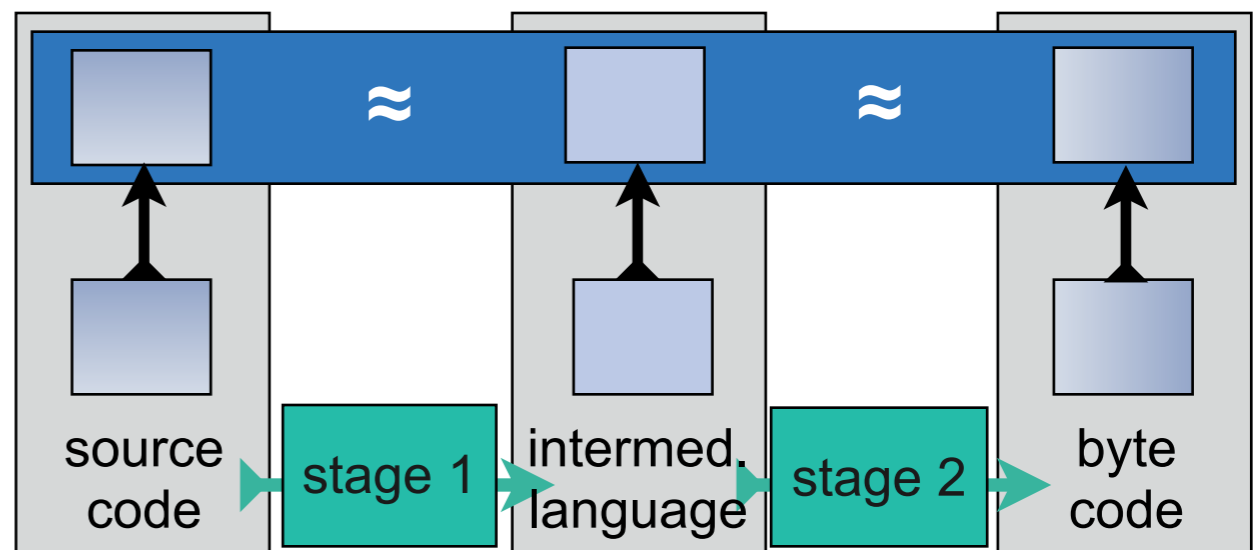 ≈ ≈
source
code
stage 1
intermed.
language
stage 2
byte
code